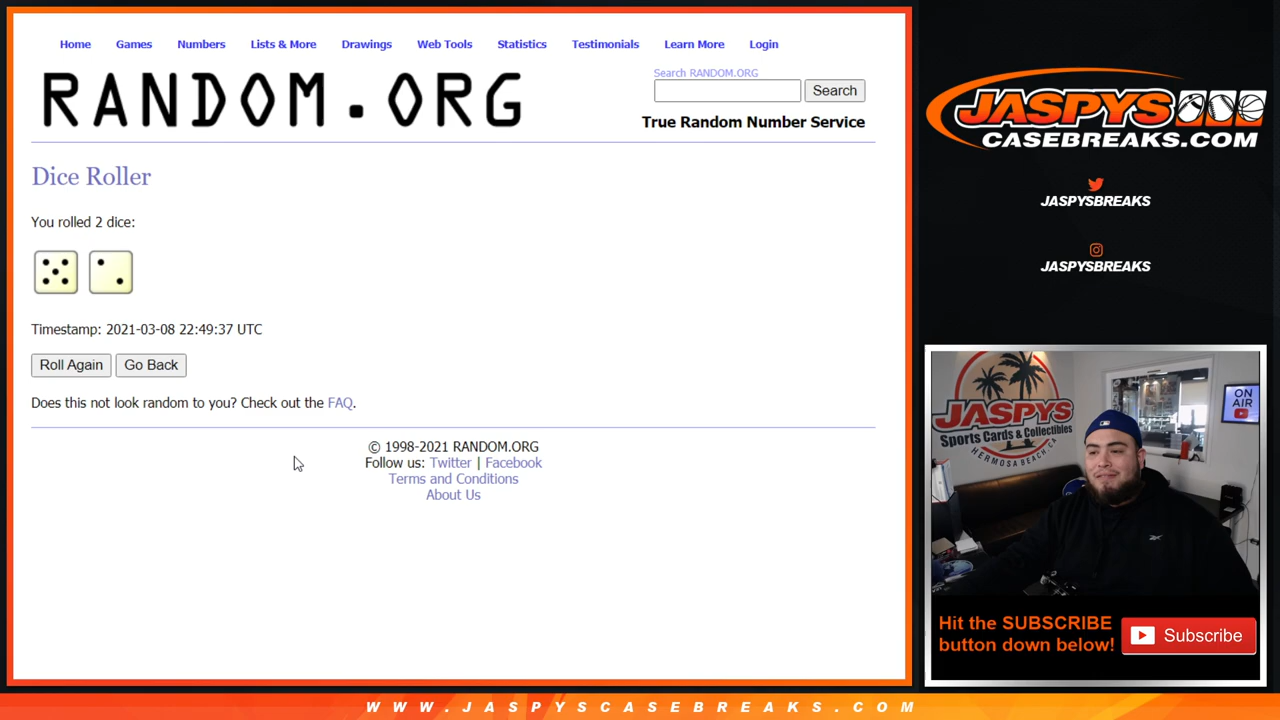 Home Games Numbers Lists & More Drawings Web Tools Statistics Testimonials Learn More Login
RANDOM.ORG
Search RANDOM.ORG
Search
True Random Number Service
Dice Roller
You rolled 2 dice:
Timestamp: 2021-03-08 22:49:37 UTC
Roll Again Go Back
Does this not look random to you? Check out the FAQ.
© 1998-2021 RANDOM.ORG
Follow us: Twitter | Facebook
Terms and Conditions
About Us
JASPYS
CASEBREAKS.COM
JASPYSBREAKS
JASPYSBREAKS
JASPYS
Sports Cards & Collectibles
HERMOSA BEACH, CA
ON
AIR
Hit the SUBSCRIBE
button down below!
Subscribe
WWW.JASPYSCASEBREAKS.COM